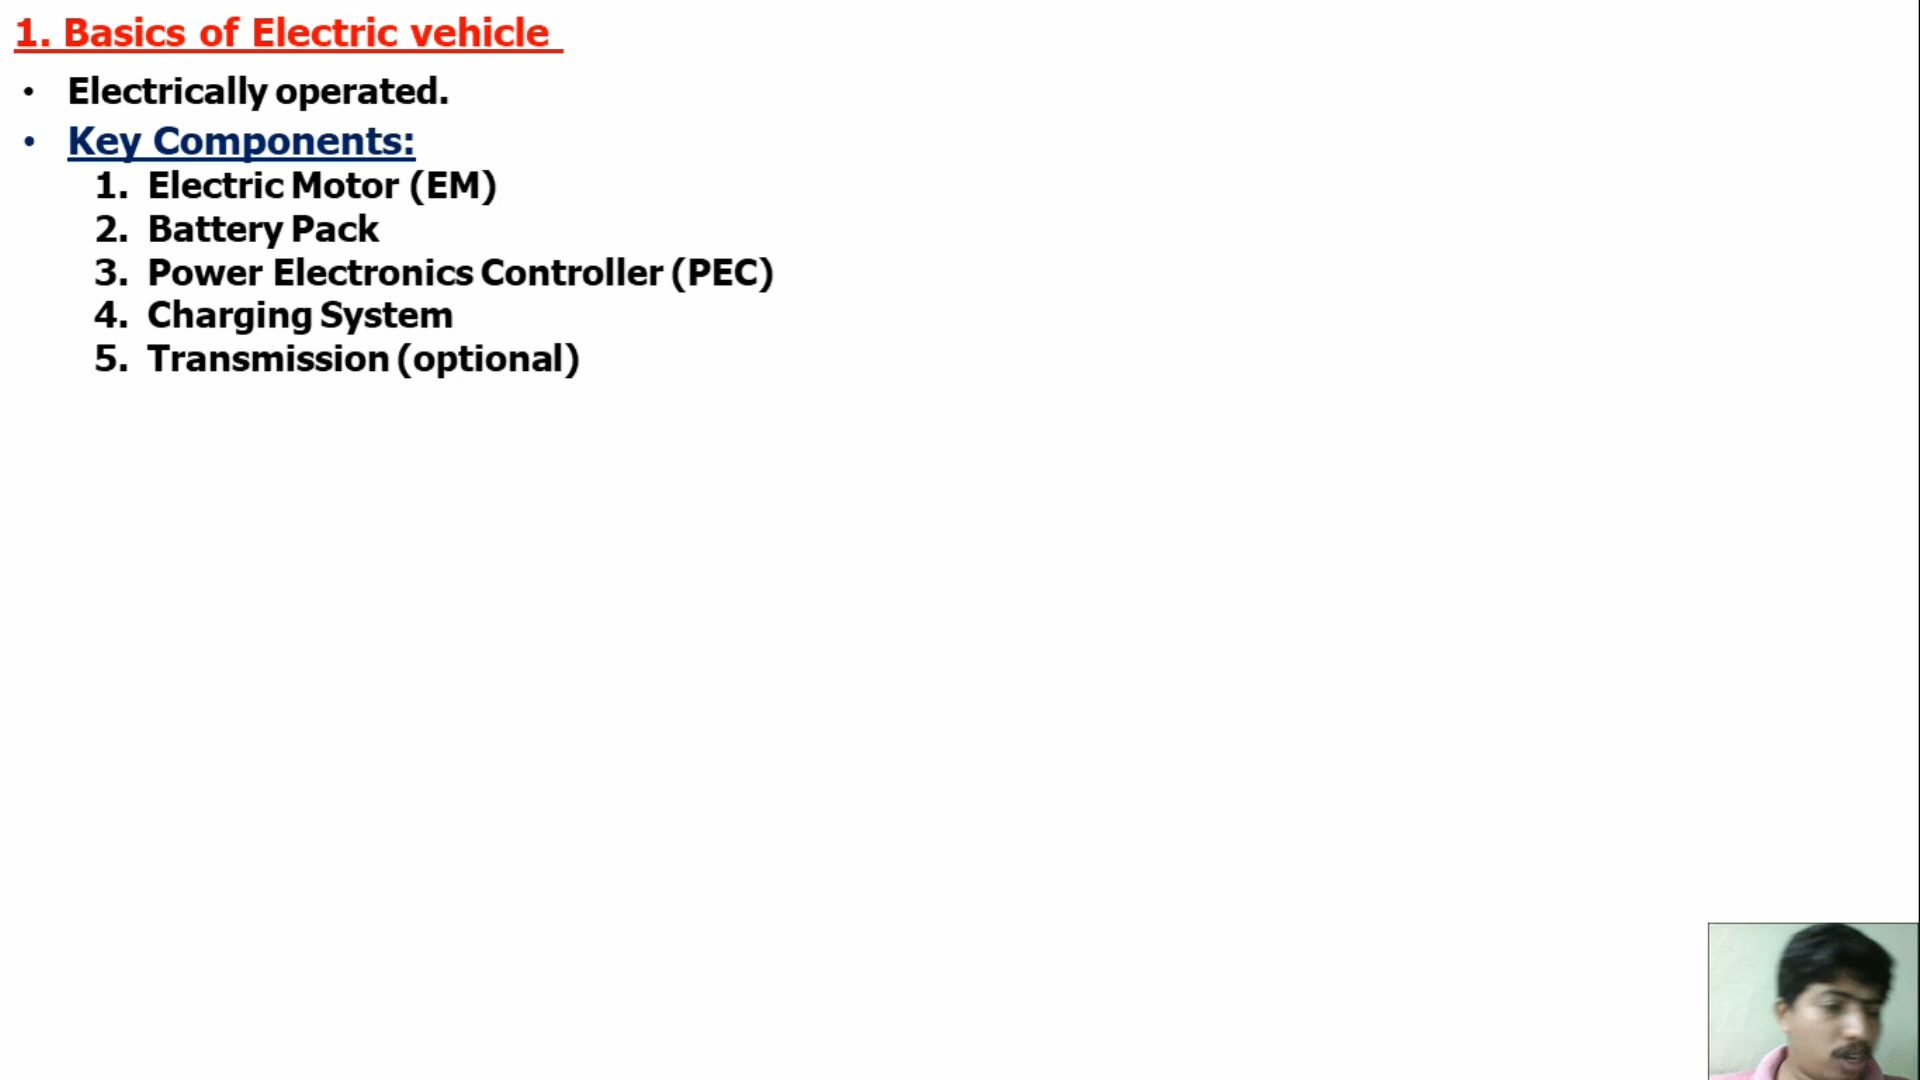 1. Basics of Electric vehicle
• Electrically operated.
• Key Components:
1. Electric Motor (EM)
2. Battery Pack
3. Power Electronics Controller (PEC)
4. Charging System
5. Transmission (optional)